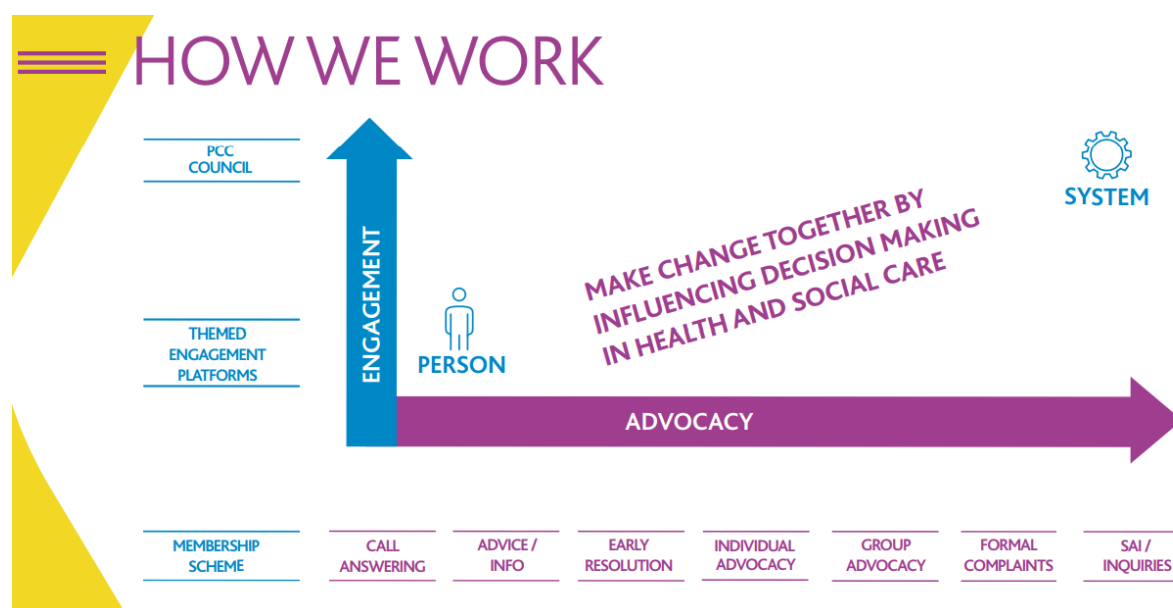 HOW WE WORK
PCC
COUNCIL
SYSTEM
MAKE CHANGE TOGETHER BY
INFLUENCING DECISION MAKING
IN HEALTH AND SOCIAL CARE
ENGAGEMENT
THEMED
ENGAGEMENT
PLATFORMS
PERSON
ADVOCACY
MEMBERSHIP
SCHEME
CALL
ANSWERING
ADVICE /
INFO
EARLY
RESOLUTION
INDIVIDUAL
ADVOCACY
GROUP
ADVOCACY
FORMAL
COMPLAINTS
SAI /
INQUIRIES